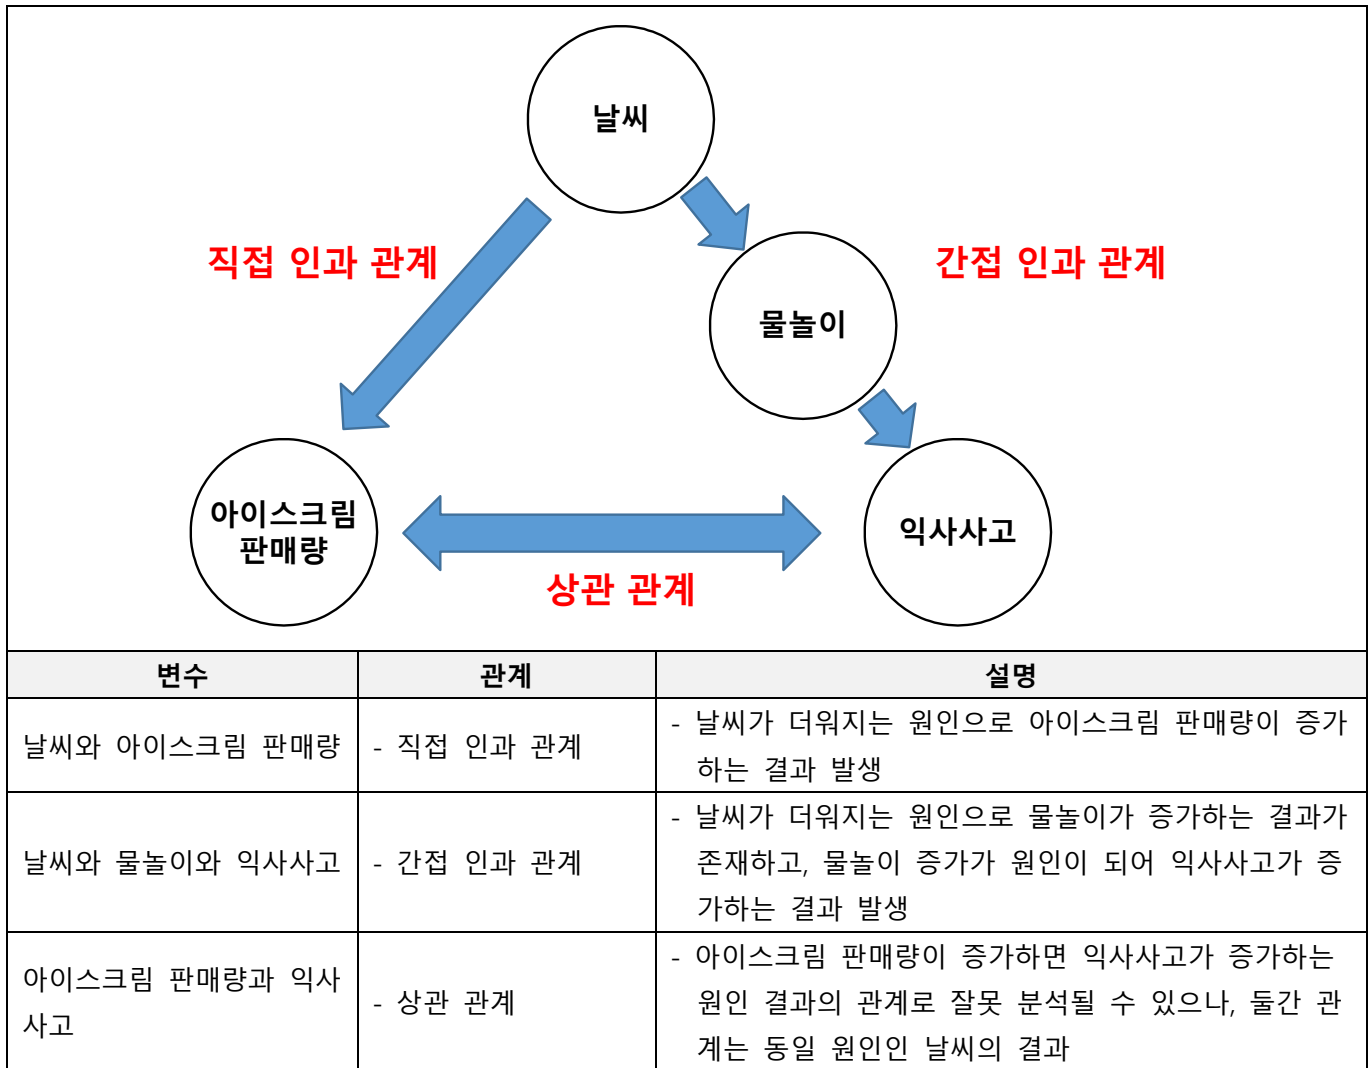 날씨
직접 인과 관계
간접 인과 관계
물놀이
아이스크림
판매량
익사사고
상관 관계
변수 관계 설명
날씨와 아이스크림 판매량
- 직접 인과 관계
- 날씨가 더워지는 원인으로 아이스크림 판매량이 증가
하는 결과 발생
날씨와 물놀이와 익사사고
- 간접 인과 관계
- 날씨가 더워지는 원인으로 물놀이가 증가하는 결과가
존재하고, 물놀이 증가가 원인이 되어 익사사고가 증
가하는 결과 발생
아이스크림 판매량과 익사
사고
- 상관 관계
- 아이스크림 판매량이 증가하면 익사사고가 증가하는
원인 결과의 관계로 잘못 분석될 수 있으나, 둘간 관
계는 동일 원인인 날씨의 결과